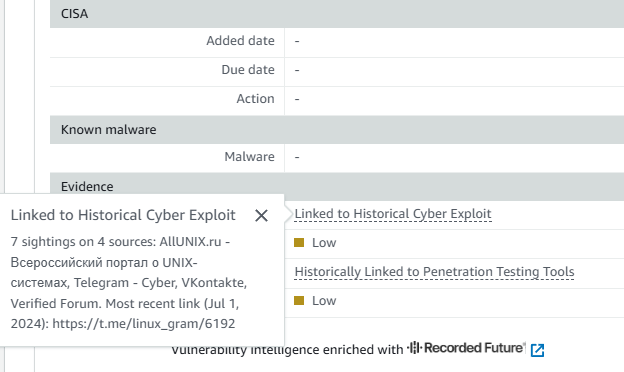 CISA
Added date -
Due date -
Action -
Known malware
Malware -
Evidence
Linked to Historical Cyber Exploit
7 sightings on 4 sources: AllUNIX.ru -
Всероссийский портал о UNIX-
системах, Telegram - Cyber, VKontakte,
Verified Forum. Most recent link (Jul 1,
2024): https://t.me/linux_gram/6192
Linked to Historical Cyber Exploit
Low
Historically Linked to Penetration Testing Tools
Low
Vulnerability intelligence enriched with Recorded Future®